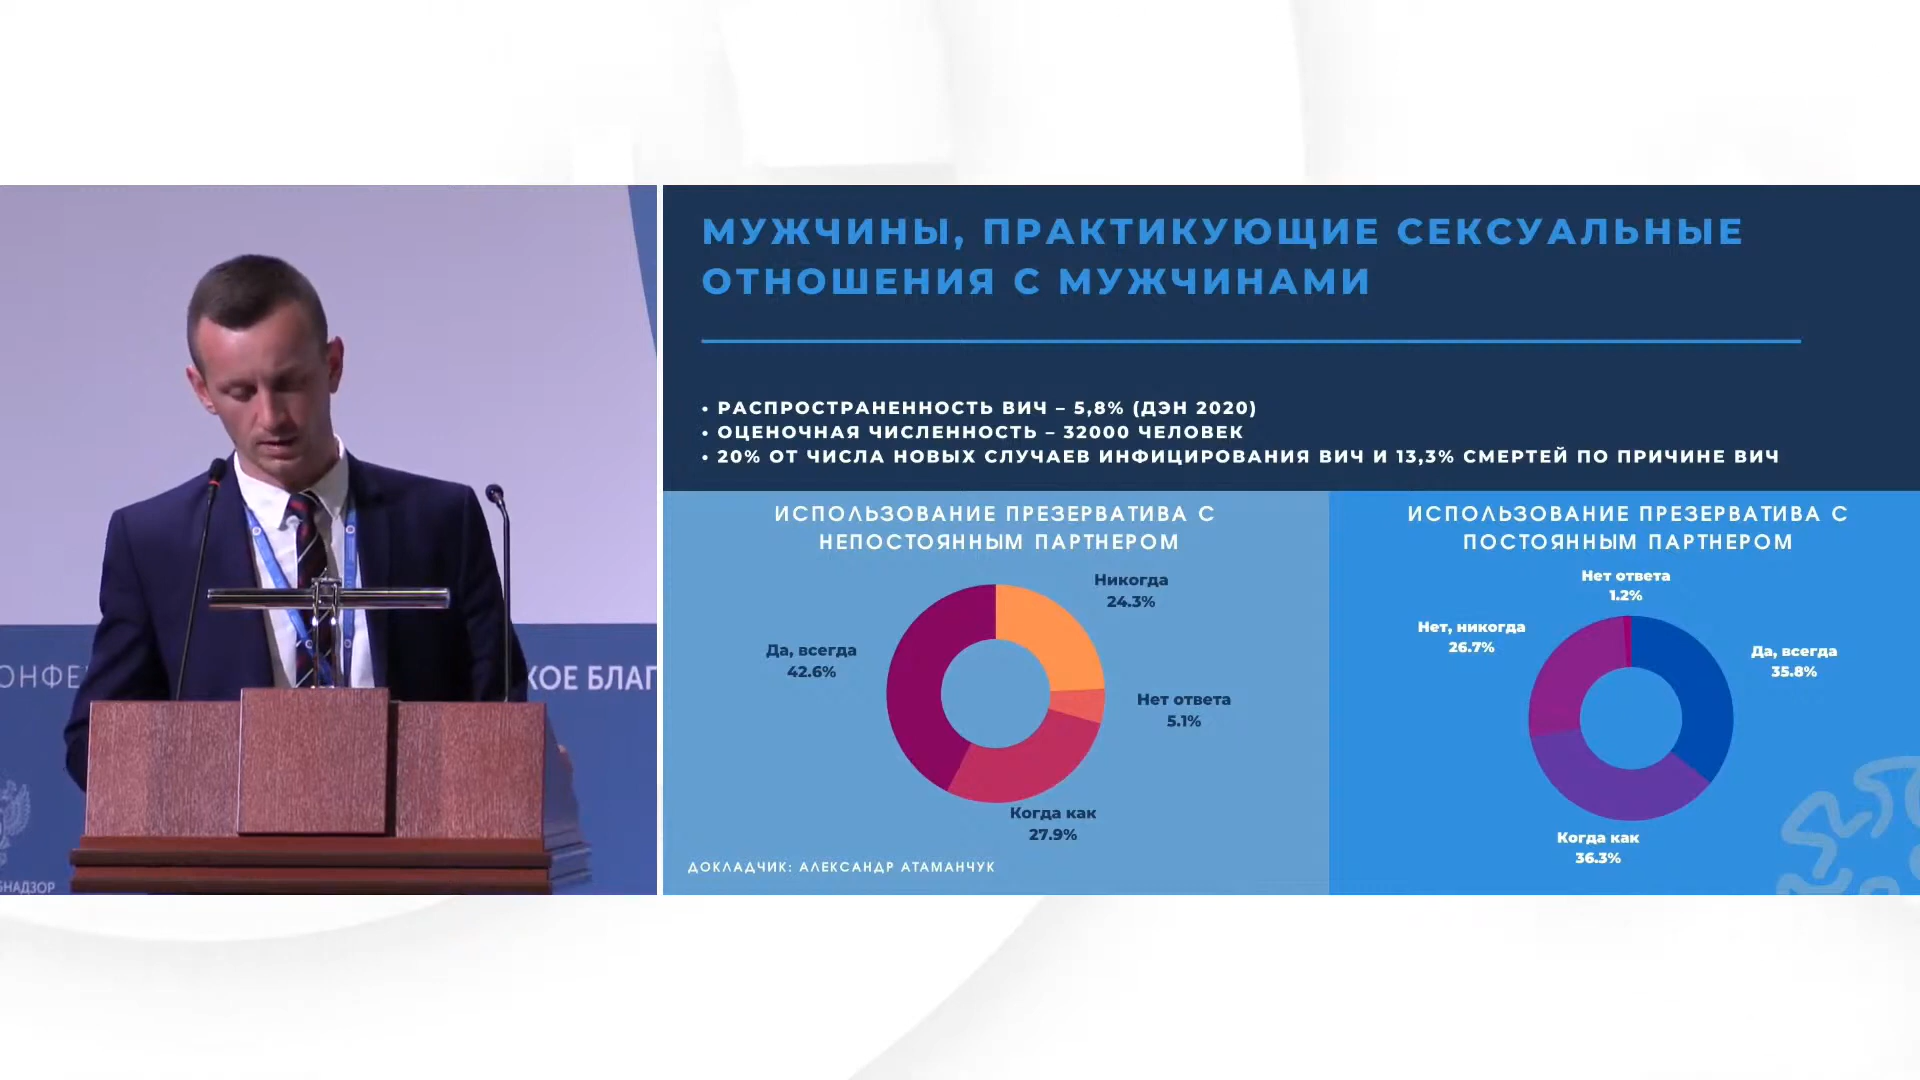 МУЖЧИНЫ, ПРАКТИКУЮЩИЕ СЕКСУАЛЬНЫЕ
ОТНОШЕНИЯ С МУЖЧИНАМИ
• РАСПРОСТРАНЕННОСТЬ ВИЧ – 5,8% (ДЭН 2020)
• ОЦЕНОЧНАЯ ЧИСЛЕННОСТЬ – 32000 ЧЕЛОВЕК
• 20% ОТ ЧИСЛА НОВЫХ СЛУЧАЕВ ИНФИЦИРОВАНИЯ ВИЧ И 13,3% СМЕРТЕЙ ПО ПРИЧИНЕ ВИЧ
ИСПОЛЬЗОВАНИЕ ПРЕЗЕРВАТИВА С
НЕПОСТОЯННЫМ ПАРТНЕРОМ
Никогда
24.3%
Да, всегда
42.6%
Нет ответа
5.1%
Когда как
27.9%
ДОКЛАДЧИК: АЛЕКСАНДР АТАМАНЧУК
ИСПОЛЬЗОВАНИЕ ПРЕЗЕРВАТИВА С
ПОСТОЯННЫМ ПАРТНЕРОМ
Нет ответа
1.2%
Нет, никогда
26.7%
Да, всегда
35.8%
Когда как
36.3%
ОНФЕ
КОЕ БЛАГ
БНАДЗОР